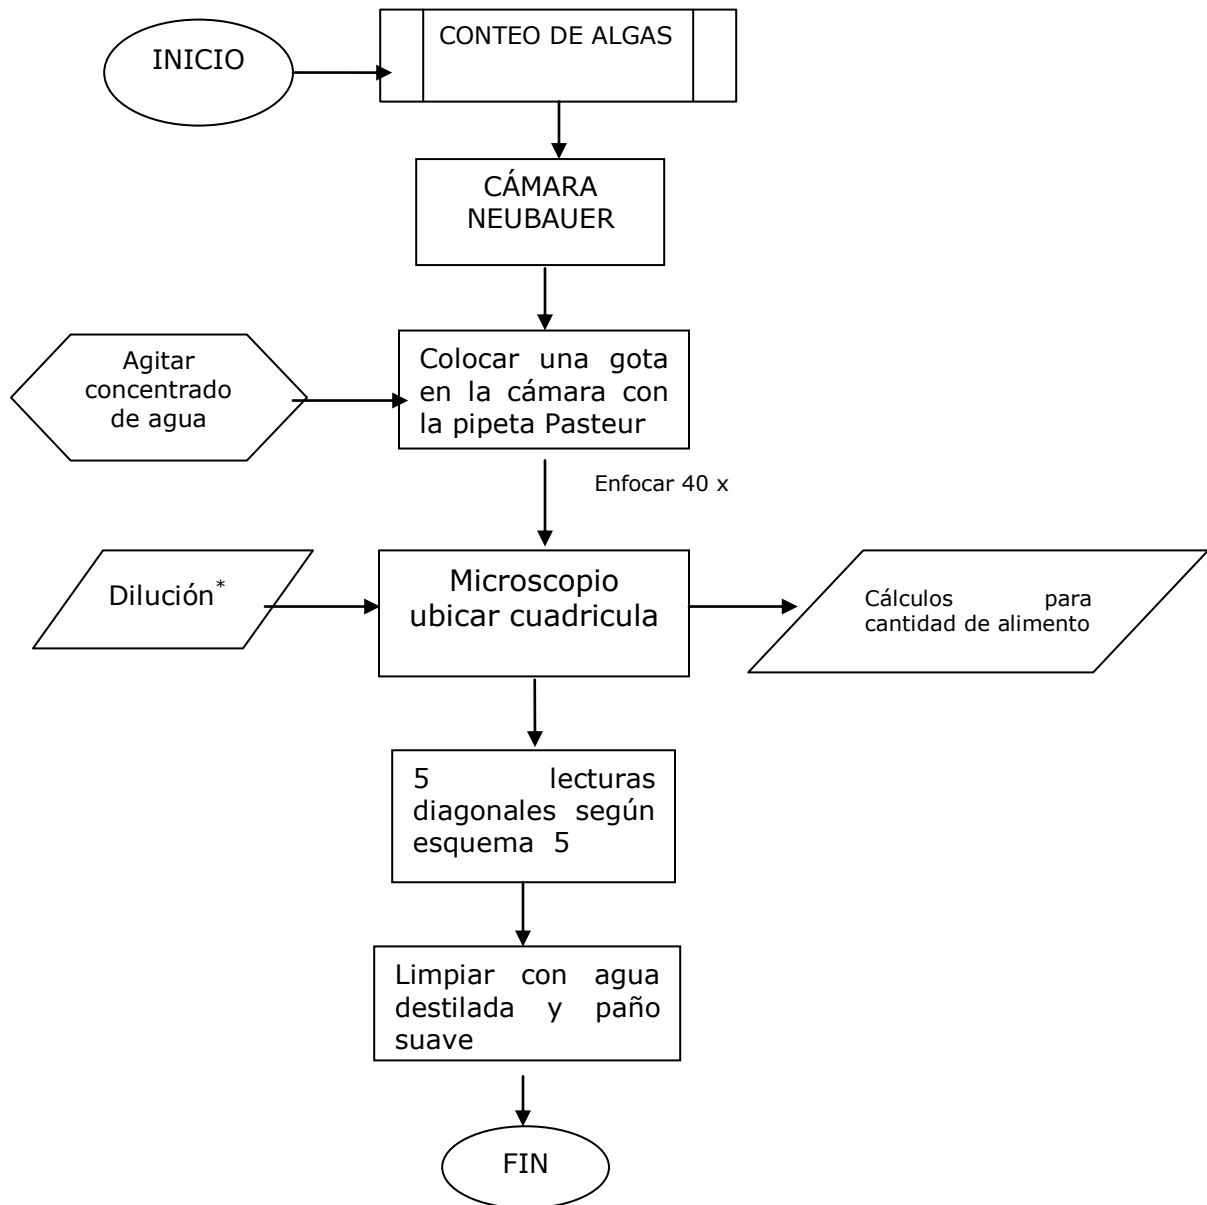 INICIO
CONTEO DE ALGAS
CÁMARA
NEUBAUER
Agitar
concentrado
de agua
Colocar una gota
en la cámara con
la pipeta Pasteur
Enfocar 40 x
Dilución*
Microscopio
ubicar cuadricula
Cálculos para
cantidad de alimento
5 lecturas
diagonales según
esquema 5
Limpiar con agua
destilada y paño
suave
FIN